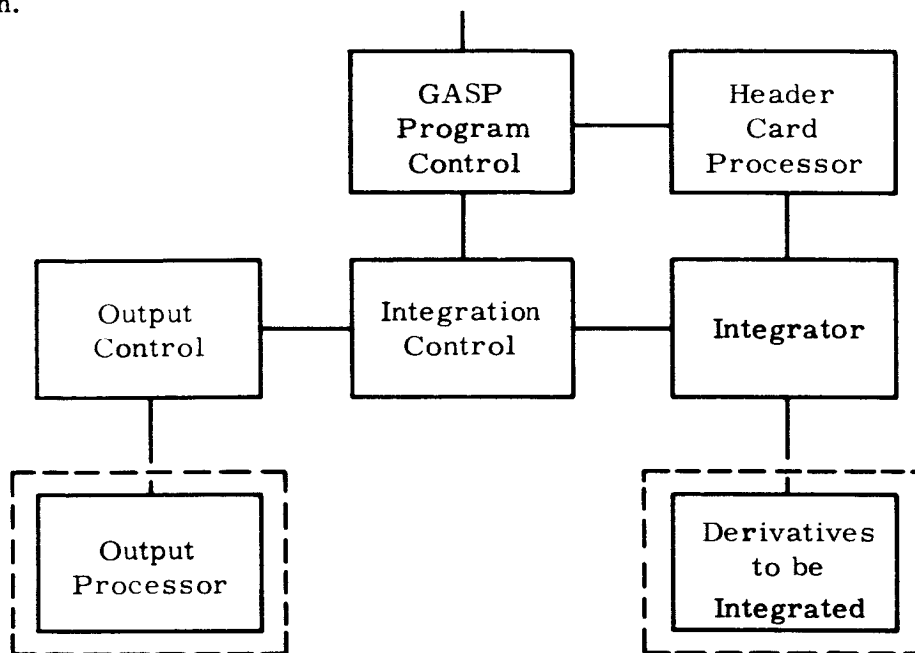 n.
GASP
Program
Control
Header
Card
Processor
Output
Control
Integration
Control
Integrator
Output
Processor
Derivatives
to be
Integrated